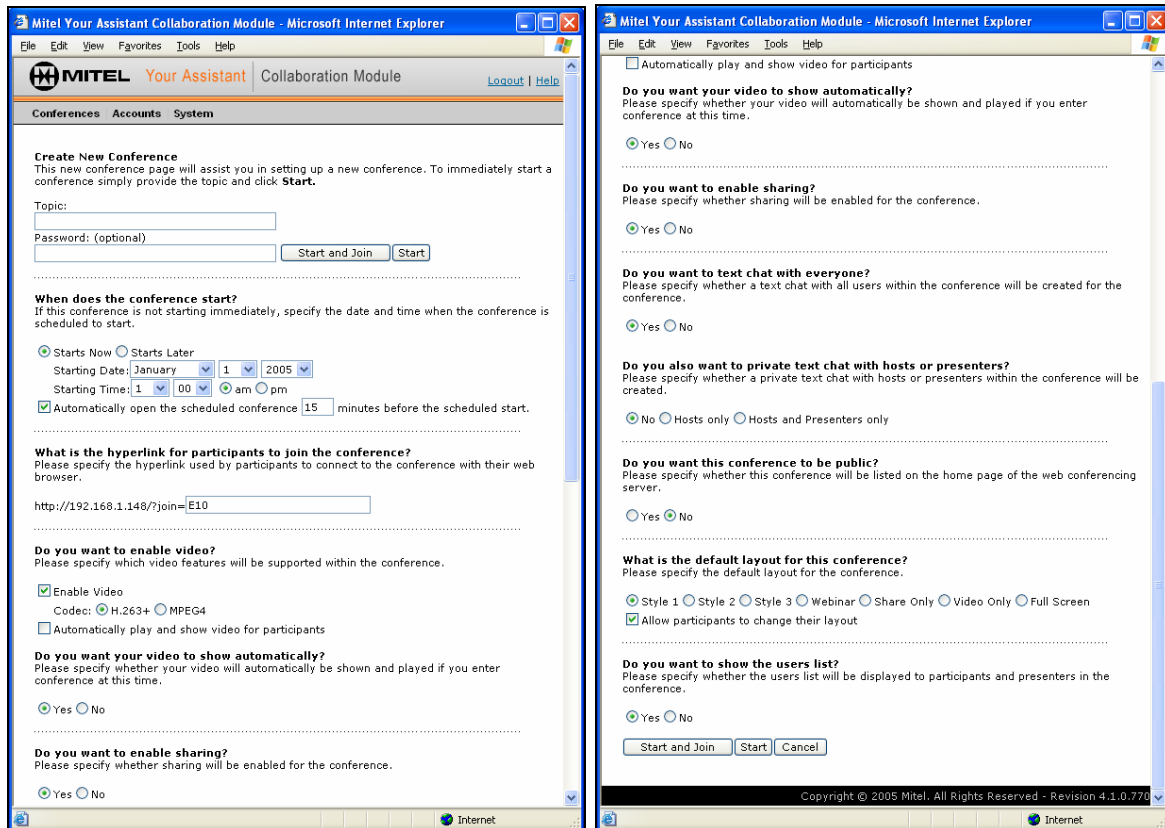 Mitel Your Assistant Collaboration Module - Microsoft Internet Explorer
File Edit View Favorites Tools Help
MITEL Your Assistant Collaboration Module Logout | Help
Conferences Accounts System
Create New Conference
This new conference page will assist you in setting up a new conference. To immediately start a
conference simply provide the topic and click Start.
Topic:
Password: (optional)
Start and Join Start
When does the conference start?
If this conference is not starting immediately, specify the date and time when the conference is
scheduled to start.
Starts Now Starts Later
Starting Date: January 1 2005
Starting Time: 1 00 am pm
Automatically open the scheduled conference 15 minutes before the scheduled start.
What is the hyperlink for participants to join the conference?
Please specify the hyperlink used by participants to connect to the conference with their web
browser.
http://192.168.1.148/?join= E10
Do you want to enable video?
Please specify which video features will be supported within the conference.
Enable Video
Codec: H.263+ MPEG4
Automatically play and show video for participants
Do you want your video to show automatically?
Please specify whether your video will automatically be shown and played if you enter
conference at this time.
Yes No
Do you want to enable sharing?
Please specify whether sharing will be enabled for the conference.
Yes No
Internet
Mitel Your Assistant Collaboration Module - Microsoft Internet Explorer
File Edit View Favorites Tools Help
Automatically play and show video for participants
Do you want your video to show automatically?
Please specify whether your video will automatically be shown and played if you enter
conference at this time.
Yes No
Do you want to enable sharing?
Please specify whether sharing will be enabled for the conference.
Yes No
Do you want to text chat with everyone?
Please specify whether a text chat with all users within the conference will be created for the
conference.
Yes No
Do you also want to private text chat with hosts or presenters?
Please specify whether a private text chat with hosts or presenters within the conference will be
created.
No Hosts only Hosts and Presenters only
Do you want this conference to be public?
Please specify whether this conference will be listed on the home page of the web conferencing
server.
Yes No
What is the default layout for this conference?
Please specify the default layout for the conference.
Style 1 Style 2 Style 3 Webinar Share Only Video Only Full Screen
Allow participants to change their layout
Do you want to show the users list?
Please specify whether the users list will be displayed to participants and presenters in the
conference.
Yes No
Start and Join Start Cancel
Copyright © 2005 Mitel. All Rights Reserved - Revision 4.1.0.770
Internet